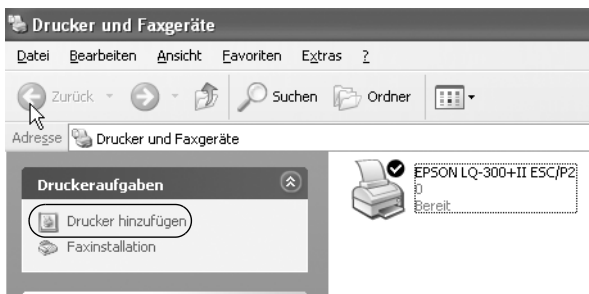 Drucker und Faxgeräte
Datei Bearbeiten Ansicht Favoriten Extras ?
Zurück Suchen Ordner
Adresse Drucker und Faxgeräte
Druckeraufgaben
Drucker hinzufügen
Faxinstallation
EPSON LQ-300+II ESC/P2
0
Bereit